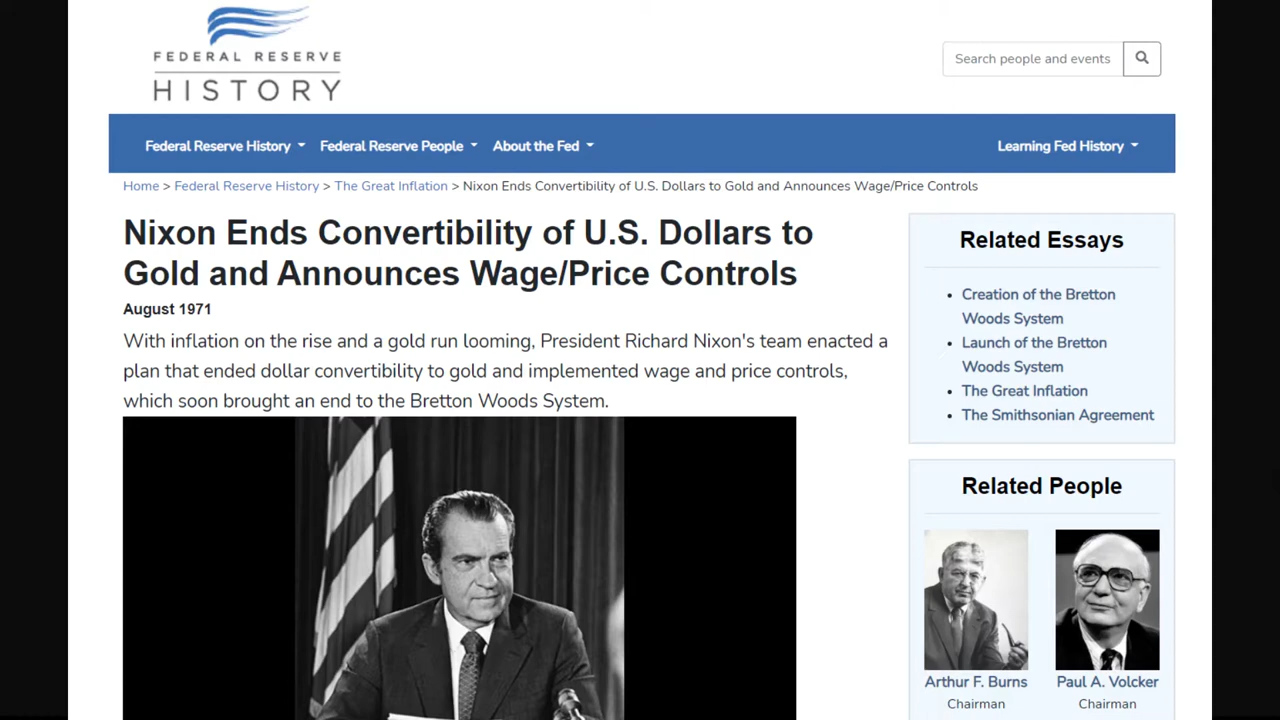 FEDERAL RESERVE
HISTORY
Search people and events
Federal Reserve History
Federal Reserve People
About the Fed
Learning Fed History
Home > Federal Reserve History > The Great Inflation > Nixon Ends Convertibility of U.S. Dollars to Gold and Announces Wage/Price Controls
Nixon Ends Convertibility of U.S. Dollars to
Gold and Announces Wage/Price Controls
August 1971
With inflation on the rise and a gold run looming, President Richard Nixon's team enacted a
plan that ended dollar convertibility to gold and implemented wage and price controls,
which soon brought an end to the Bretton Woods System.
Related Essays
Creation of the Bretton
Woods System
Launch of the Bretton
Woods System
The Great Inflation
The Smithsonian Agreement
Related People
Arthur F. Burns
Chairman
Paul A. Volcker
Chairman